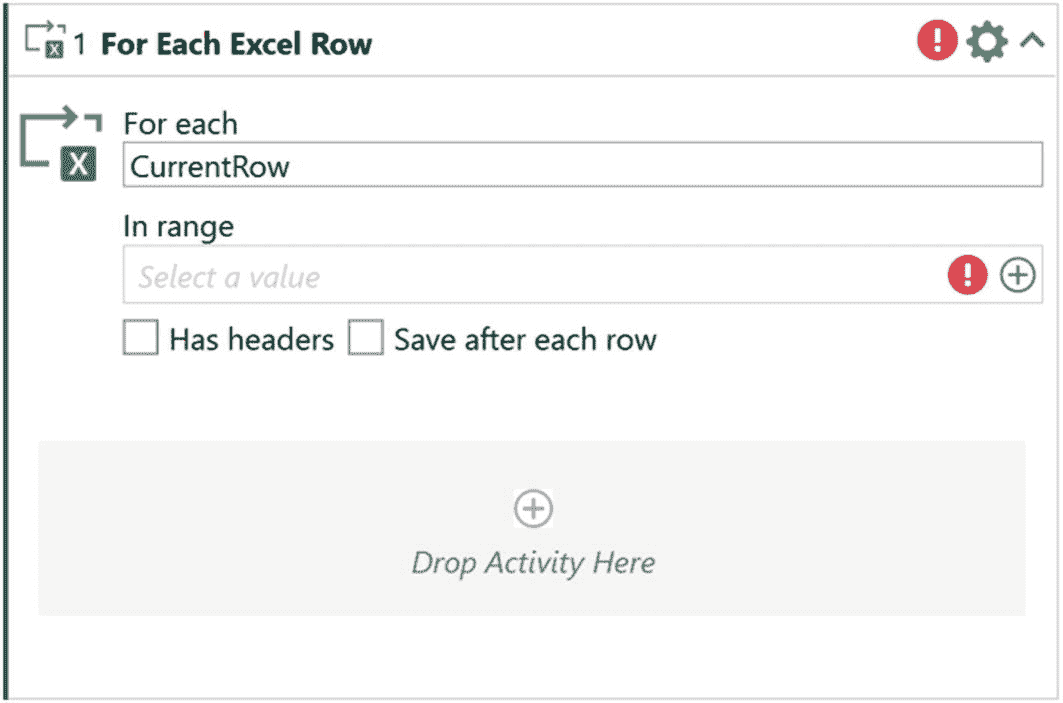 1 For Each Excel Row
For each
X CurrentRow
In range
Select a value
Has headers Save after each row
Drop Activity Here